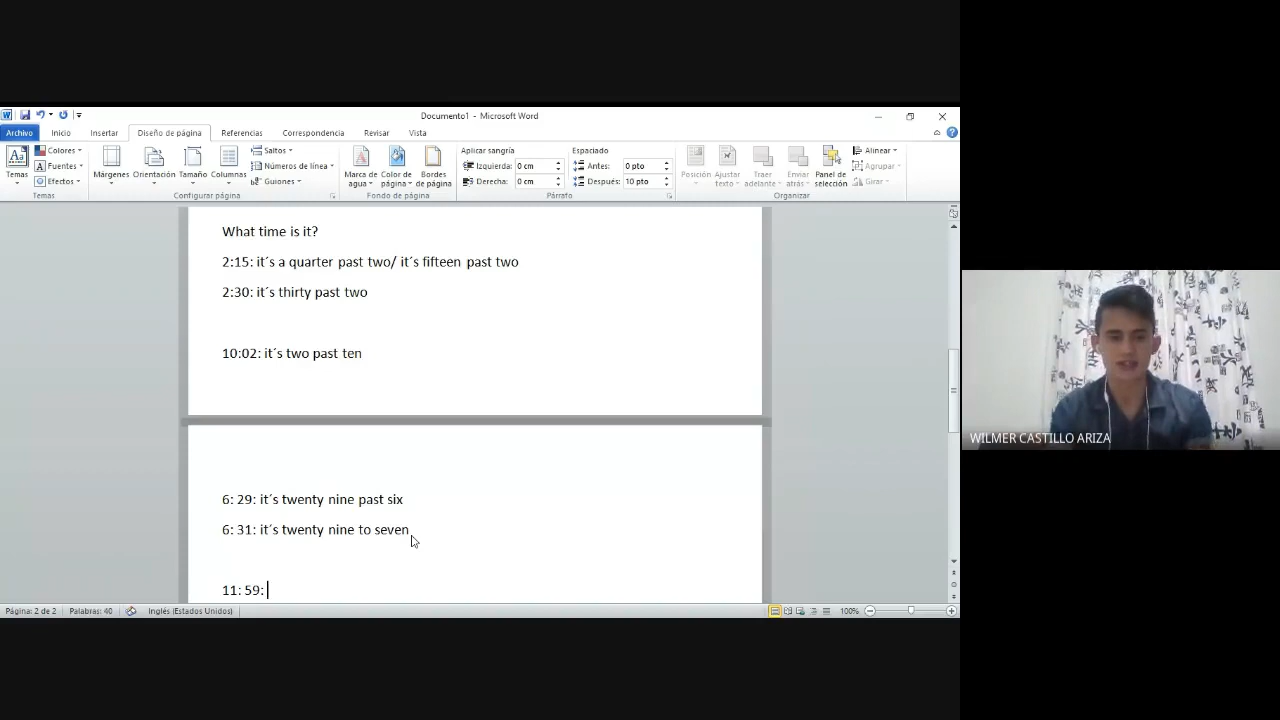 Documento1 - Microsoft Word
Archivo Inicio Insertar Diseño de página Referencias Correspondencia Revisar Vista
Temas
Colores
Fuentes
Efectos
Temas
Márgenes Orientación Tamaño Columnas
Saltos
Números de línea
Guiones
Configurar página
Marca de agua Color de página Bordes de página
Fondo de página
Aplicar sangría
Izquierda: 0 cm
Derecha: 0 cm
Espaciado
Antes: 0 pto
Después: 10 pto
Párrafo
Posición Ajustar texto Traer adelante Enviar atrás Panel de selección
Alinear
Agrupar
Girar
Organizar
What time is it?
2:15: it´s a quarter past two/ it´s fifteen past two
2:30: it´s thirty past two
10:02: it´s two past ten
6: 29: it´s twenty nine past six
6: 31: it´s twenty nine to seven
11: 59:
Página: 2 de 2 Palabras: 40 Inglés (Estados Unidos) 100%
WILMER CASTILLO ARIZA